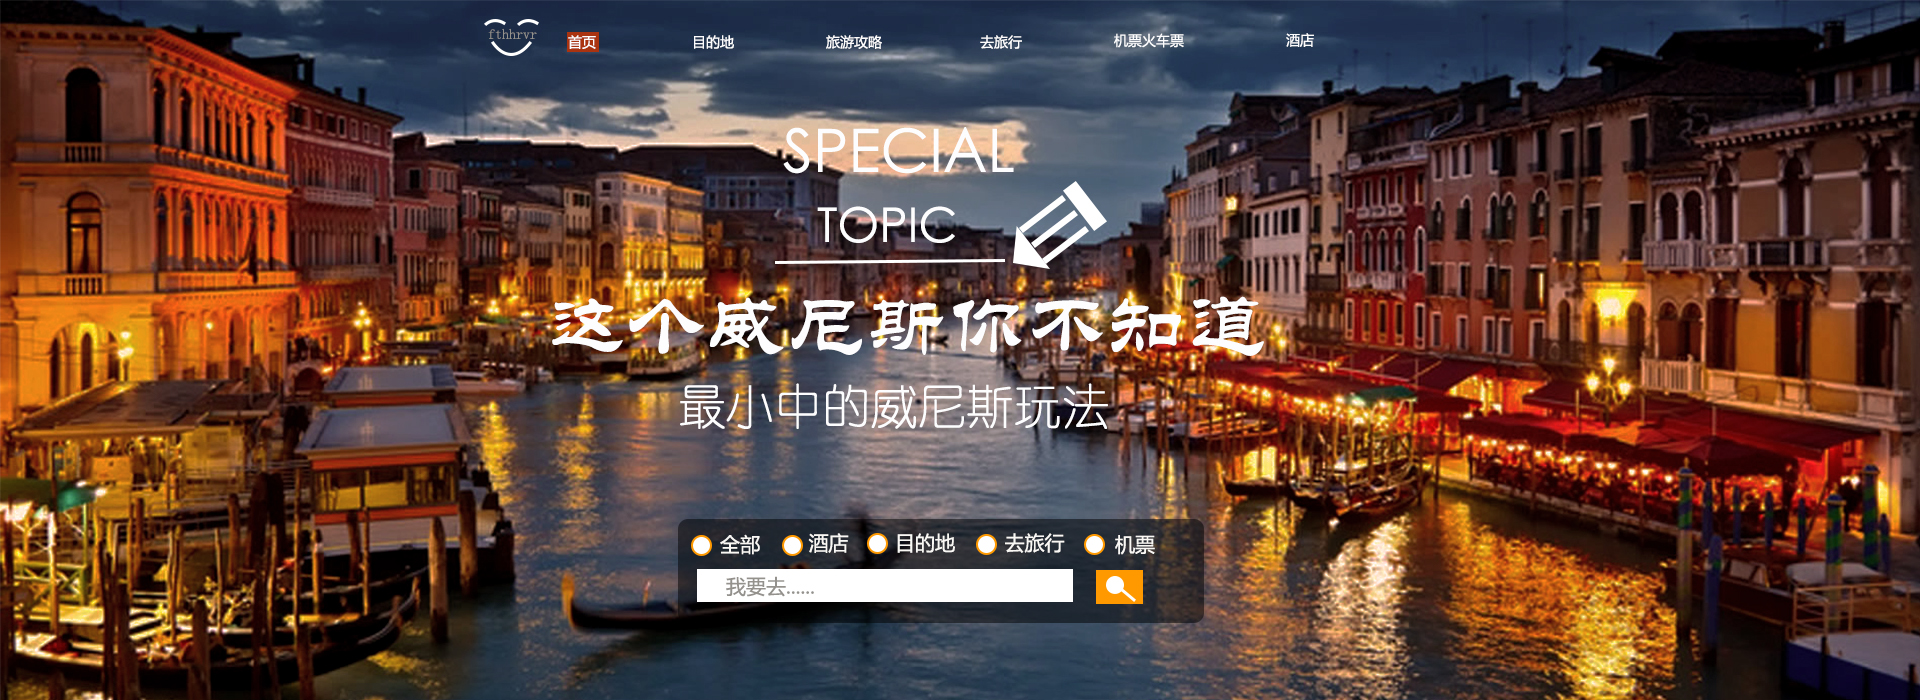 fthhrvr
首页 目的地 旅游攻略 去旅行 机票火车票 酒店
SPECIAL
TOPIC
这个威尼斯你不知道
最小中的威尼斯玩法
全部 酒店 目的地 去旅行 机票
我要去......